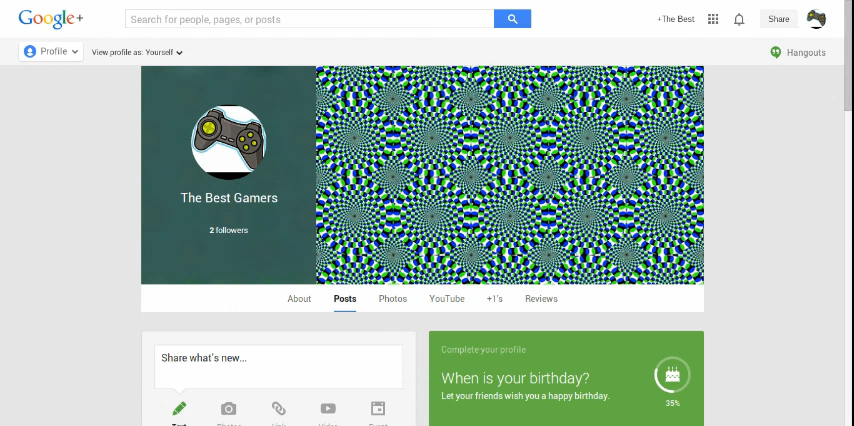 Google+
Search for people, pages, or posts
+The Best
Share
Profile
View profile as: Yourself
Hangouts
The Best Gamers
2 followers
About Posts Photos YouTube +1's Reviews
Share what's new...
Complete your profile
When is your birthday?
Let your friends wish you a happy birthday.
35%